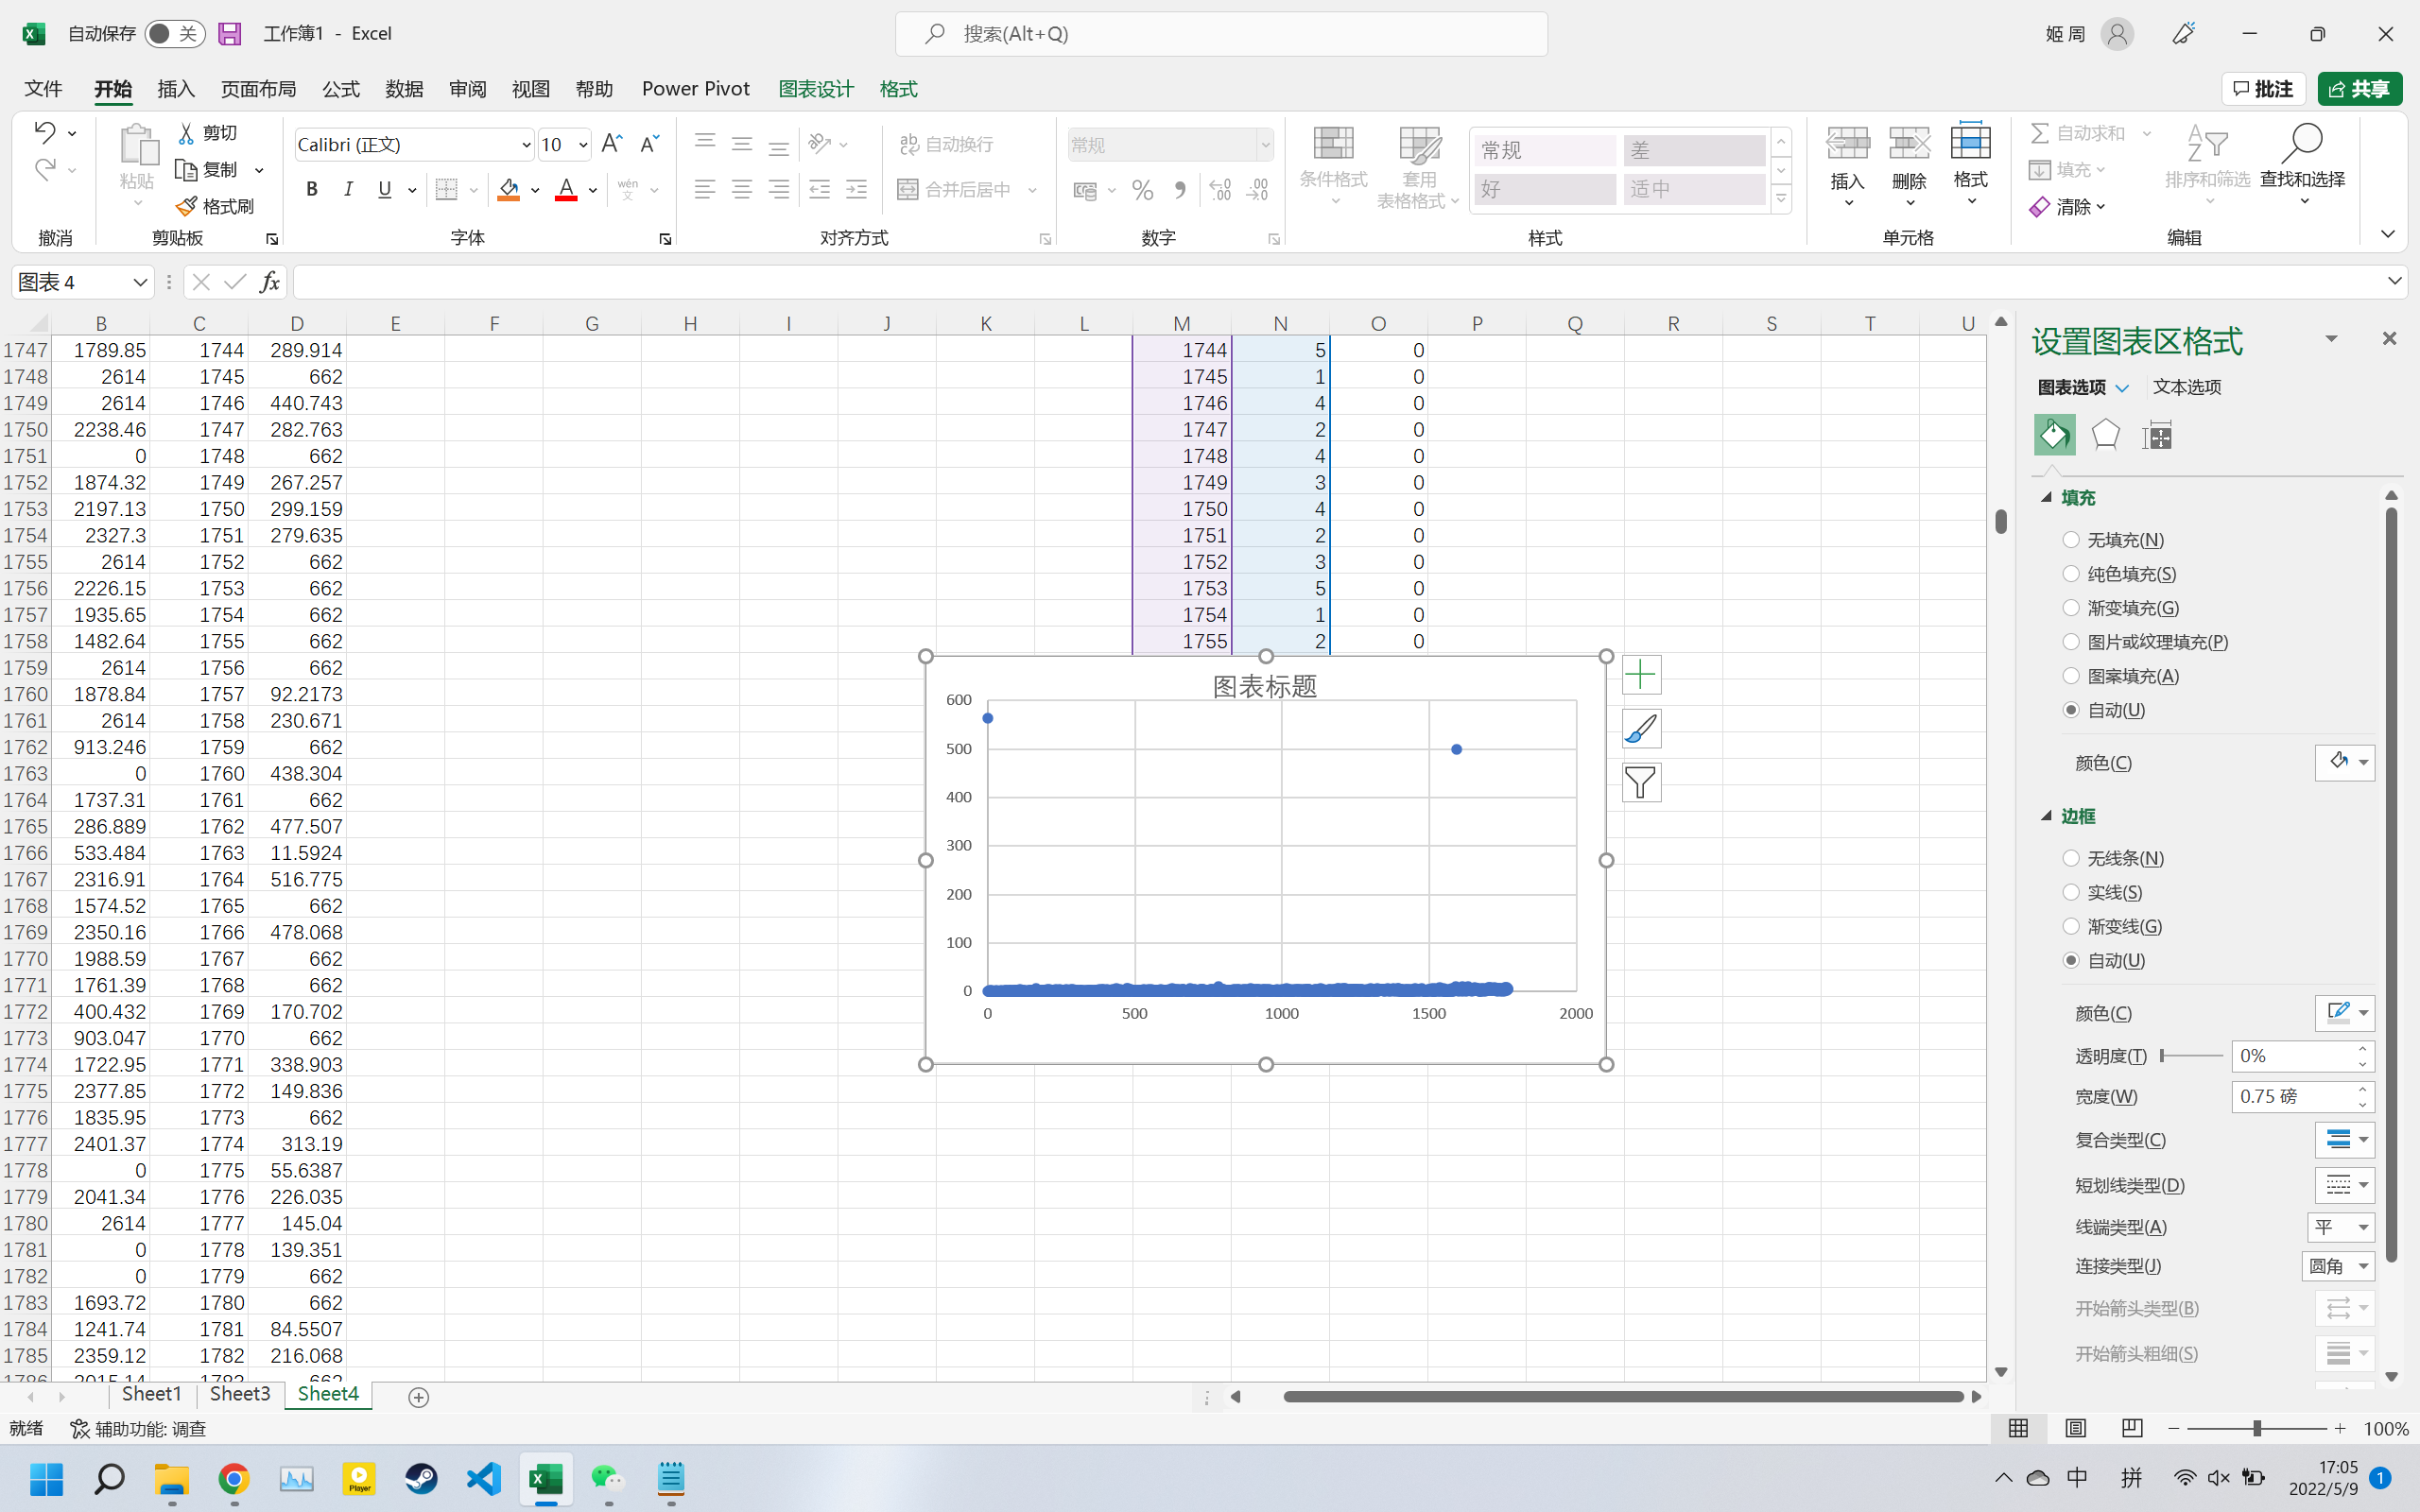 自动保存 关 工作簿1 - Excel 搜索(Alt+Q) 姬 周
文件 开始 插入 页面布局 公式 数据 审阅 视图 帮助 Power Pivot 图表设计 格式 批注 共享
粘贴 剪切 复制 格式刷
Calibri (正文) 10
B I U A wén 文
自动换行 合并后居中
常规
条件格式 套用 表格格式
常规 差
好 适中
插入 删除 格式
自动求和 填充 清除 排序和筛选 查找和选择
撤消 剪贴板 字体 对齐方式 数字 样式 单元格 编辑
图表 4 fx
B C D E F G H I J K L M N O P Q R S T U
1747 1789.85 1744 289.914 1744 5 0
1748 2614 1745 662 1745 1 0
1749 2614 1746 440.743 1746 4 0
1750 2238.46 1747 282.763 1747 2 0
1751 0 1748 662 1748 4 0
1752 1874.32 1749 267.257 1749 3 0
1753 2197.13 1750 299.159 1750 4 0
1754 2327.3 1751 279.635 1751 2 0
1755 2614 1752 662 1752 3 0
1756 2226.15 1753 662 1753 5 0
1757 1935.65 1754 662 1754 1 0
1758 1482.64 1755 662 1755 2 0
1759 2614 1756 662
1760 1878.84 1757 92.2173
1761 2614 1758 230.671
1762 913.246 1759 662
1763 0 1760 438.304
1764 1737.31 1761 662
1765 286.889 1762 477.507
1766 533.484 1763 11.5924
1767 2316.91 1764 516.775
1768 1574.52 1765 662
1769 2350.16 1766 478.068
1770 1988.59 1767 662
1771 1761.39 1768 662
1772 400.432 1769 170.702
1773 903.047 1770 662
1774 1722.95 1771 338.903
1775 2377.85 1772 149.836
1776 1835.95 1773 662
1777 2401.37 1774 313.19
1778 0 1775 55.6387
1779 2041.34 1776 226.035
1780 2614 1777 145.04
1781 0 1778 139.351
1782 0 1779 662
1783 1693.72 1780 662
1784 1241.74 1781 84.5507
1785 2359.12 1782 216.068
图表标题
600
500
400
300
200
100
0
0 500 1000 1500 2000
设置图表区格式
图表选项 文本选项
填充
无填充(N)
纯色填充(S)
渐变填充(G)
图片或纹理填充(P)
图案填充(A)
自动(U)
颜色(C)
边框
无线条(N)
实线(S)
渐变线(G)
自动(U)
颜色(C)
透明度(T) 0%
宽度(W) 0.75 磅
复合类型(C)
短划线类型(D)
线端类型(A) 平
连接类型(J) 圆角
开始箭头类型(B)
开始箭头粗细(S)
Sheet1 Sheet3 Sheet4
就绪 辅助功能: 调查 100%
Player
中 拼 17:05
2022/5/9 1